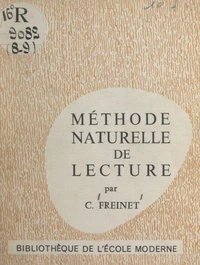 16° R
9082
(8-9)
MÉTHODE
NATURELLE
DE
LECTURE
par
C. FREINET
BIBLIOTHÈQUE DE L'ÉCOLE MODERNE